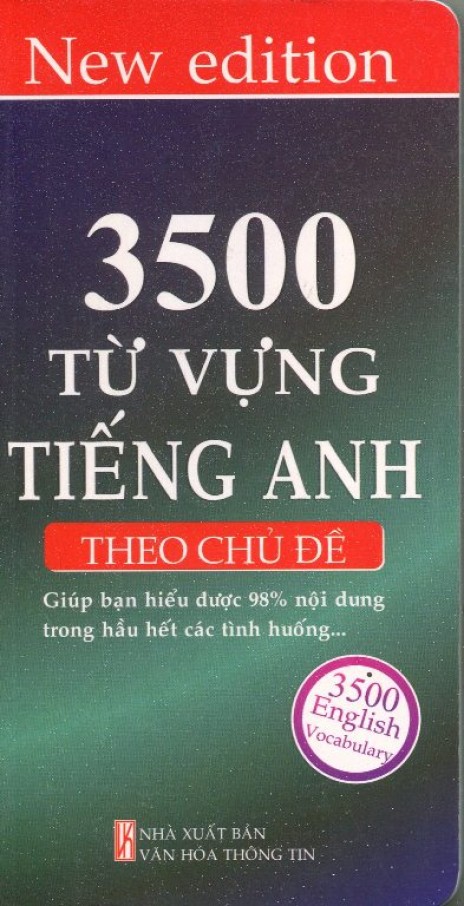 New edition
3500
TỪ VỰNG
TIẾNG ANH
THEO CHỦ ĐỀ
Giúp bạn hiểu được 98% nội dung
trong hầu hết các tình huống...
3500
English
Vocabulary
NHÀ XUẤT BẢN
VĂN HÓA THÔNG TIN